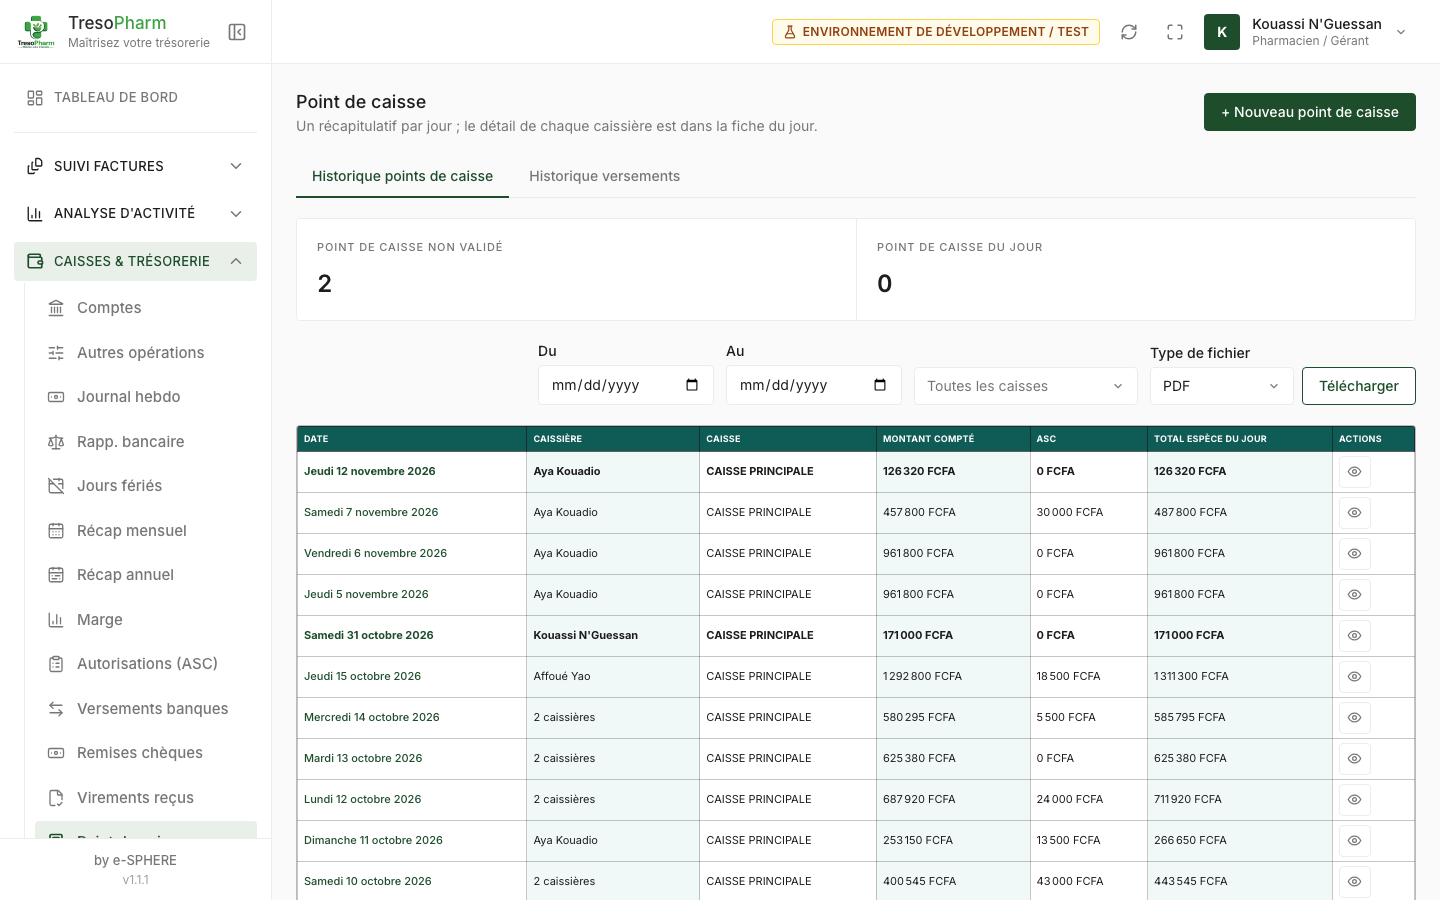 TresoPharm
Maîtrisez votre trésorerie
TresoPharm
ENVIRONNEMENT DE DÉVELOPPEMENT / TEST
K
Kouassi N'Guessan
Pharmacien / Gérant
TABLEAU DE BORD
SUIVI FACTURES
ANALYSE D'ACTIVITÉ
CAISSES & TRÉSORERIE
Comptes
Autres opérations
Journal hebdo
Rapp. bancaire
Jours fériés
Récap mensuel
Récap annuel
Marge
Autorisations (ASC)
Versements banques
Remises chèques
Virements reçus
by e-SPHERE
v1.1.1
Point de caisse
Un récapitulatif par jour ; le détail de chaque caissière est dans la fiche du jour.
+ Nouveau point de caisse
Historique points de caisse
Historique versements
POINT DE CAISSE NON VALIDÉ
2
POINT DE CAISSE DU JOUR
0
Du
mm/dd/yyyy
Au
mm/dd/yyyy
Toutes les caisses
Type de fichier
PDF
Télécharger
DATE CAISSIÈRE CAISSE MONTANT COMPTÉ ASC TOTAL ESPÈCE DU JOUR ACTIONS
Jeudi 12 novembre 2026 Aya Kouadio CAISSE PRINCIPALE 126 320 FCFA 0 FCFA 126 320 FCFA
Samedi 7 novembre 2026 Aya Kouadio CAISSE PRINCIPALE 457 800 FCFA 30 000 FCFA 487 800 FCFA
Vendredi 6 novembre 2026 Aya Kouadio CAISSE PRINCIPALE 961 800 FCFA 0 FCFA 961 800 FCFA
Jeudi 5 novembre 2026 Aya Kouadio CAISSE PRINCIPALE 961 800 FCFA 0 FCFA 961 800 FCFA
Samedi 31 octobre 2026 Kouassi N'Guessan CAISSE PRINCIPALE 171 000 FCFA 0 FCFA 171 000 FCFA
Jeudi 15 octobre 2026 Affoué Yao CAISSE PRINCIPALE 1 292 800 FCFA 18 500 FCFA 1 311 300 FCFA
Mercredi 14 octobre 2026 2 caissières CAISSE PRINCIPALE 580 295 FCFA 5 500 FCFA 585 795 FCFA
Mardi 13 octobre 2026 2 caissières CAISSE PRINCIPALE 625 380 FCFA 0 FCFA 625 380 FCFA
Lundi 12 octobre 2026 2 caissières CAISSE PRINCIPALE 687 920 FCFA 24 000 FCFA 711 920 FCFA
Dimanche 11 octobre 2026 Aya Kouadio CAISSE PRINCIPALE 253 150 FCFA 13 500 FCFA 266 650 FCFA
Samedi 10 octobre 2026 2 caissières CAISSE PRINCIPALE 400 545 FCFA 43 000 FCFA 443 545 FCFA